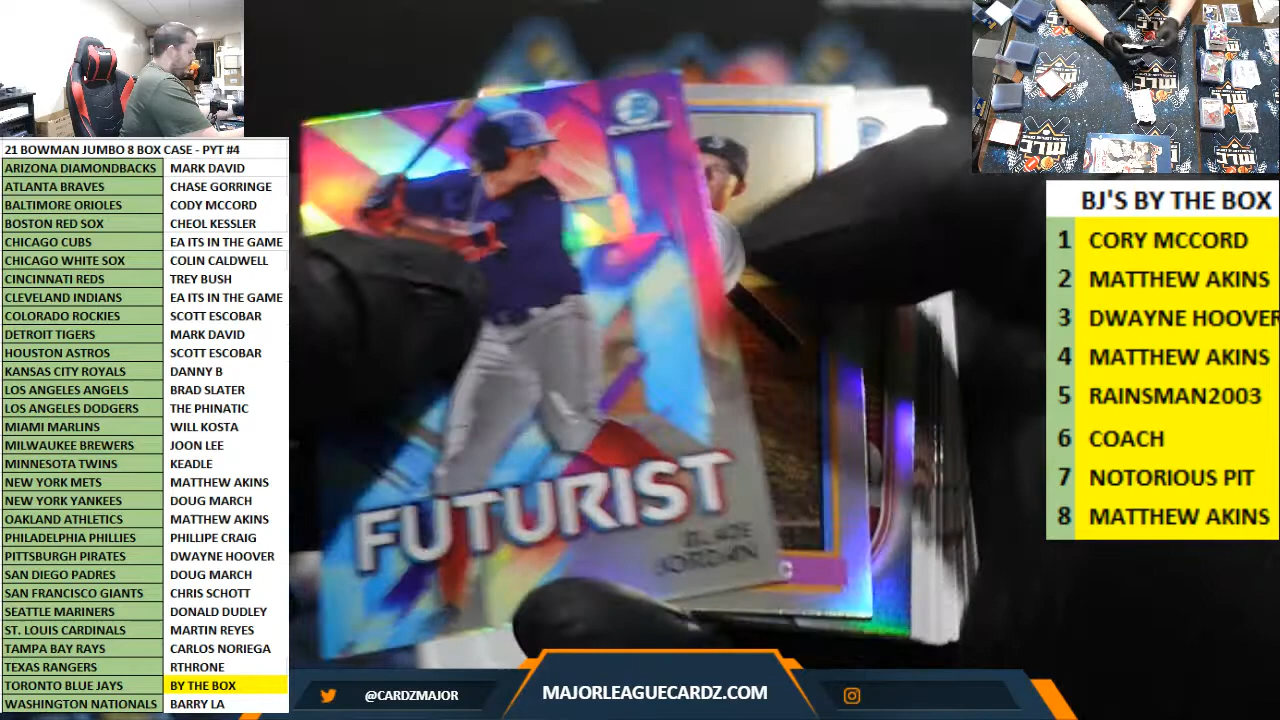 21 BOWMAN JUMBO 8 BOX CASE - PYT #4
ARIZONA DIAMONDBACKS MARK DAVID
ATLANTA BRAVES CHASE GORRINGE
BALTIMORE ORIOLES CODY MCCORD
BOSTON RED SOX CHEOL KESSLER
CHICAGO CUBS EA ITS IN THE GAME
CHICAGO WHITE SOX COLIN CALDWELL
CINCINNATI REDS TREY BUSH
CLEVELAND INDIANS EA ITS IN THE GAME
COLORADO ROCKIES SCOTT ESCOBAR
DETROIT TIGERS MARK DAVID
HOUSTON ASTROS SCOTT ESCOBAR
KANSAS CITY ROYALS DANNY B
LOS ANGELES ANGELS BRAD SLATER
LOS ANGELES DODGERS THE PHINATIC
MIAMI MARLINS WILL KOSTA
MILWAUKEE BREWERS JOON LEE
MINNESOTA TWINS KEADLE
NEW YORK METS MATTHEW AKINS
NEW YORK YANKEES DOUG MARCH
OAKLAND ATHLETICS MATTHEW AKINS
PHILADELPHIA PHILLIES PHILLIPE CRAIG
PITTSBURGH PIRATES DWAYNE HOOVER
SAN DIEGO PADRES DOUG MARCH
SAN FRANCISCO GIANTS CHRIS SCHOTT
SEATTLE MARINERS DONALD DUDLEY
ST. LOUIS CARDINALS MARTIN REYES
TAMPA BAY RAYS CARLOS NORIEGA
TEXAS RANGERS RTHRONE
TORONTO BLUE JAYS BY THE BOX
WASHINGTON NATIONALS BARRY LA
FUTURIST
BLAZE
JORDAN
C
BJ'S BY THE BOX
1 CORY MCCORD
2 MATTHEW AKINS
3 DWAYNE HOOVER
4 MATTHEW AKINS
5 RAINSMAN2003
6 COACH
7 NOTORIOUS PIT
8 MATTHEW AKINS
@CARDZMAJOR
MAJORLEAGUECARDZ.COM